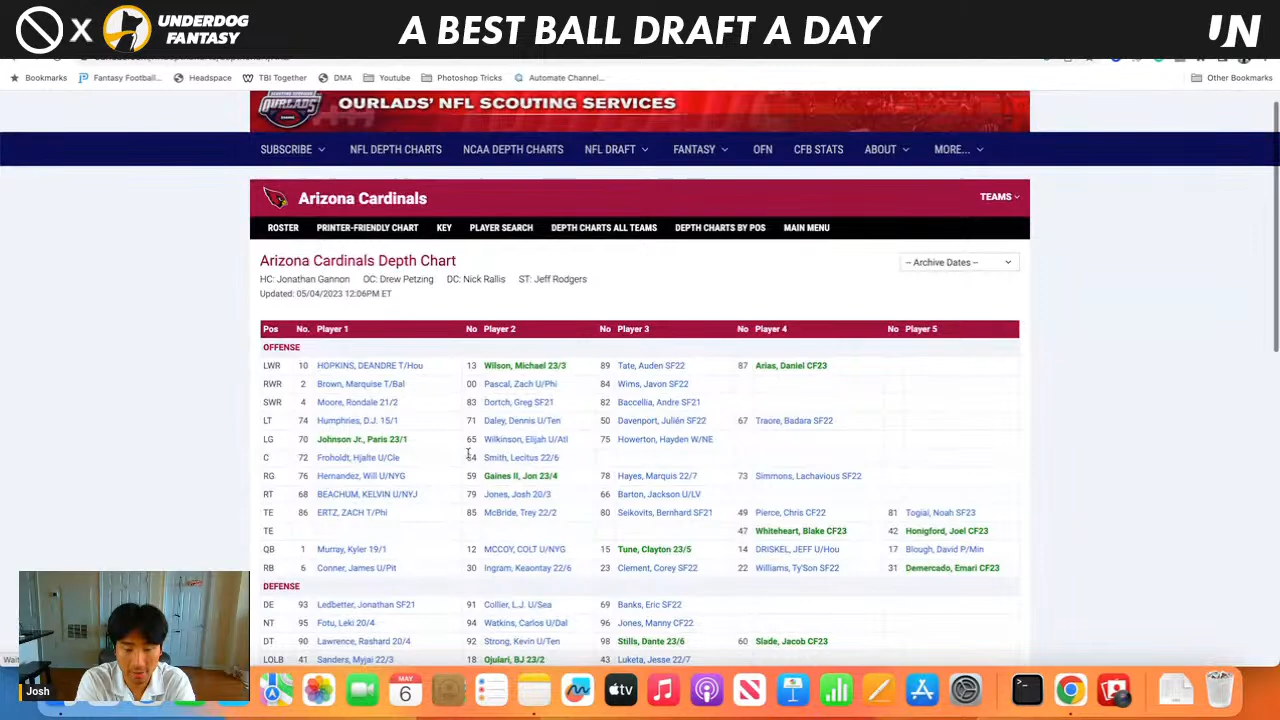 X UNDERDOG FANTASY A BEST BALL DRAFT A DAY UN
Bookmarks Fantasy Football... Headspace TBI Together DMA Youtube Photoshop Tricks Automate Channel... Other Bookmarks
OURLADS OURLADS' NFL SCOUTING SERVICES
SUBSCRIBE NFL DEPTH CHARTS NCAA DEPTH CHARTS NFL DRAFT FANTASY OFN CFB STATS ABOUT MORE...
Arizona Cardinals TEAMS
ROSTER PRINTER-FRIENDLY CHART KEY PLAYER SEARCH DEPTH CHARTS ALL TEAMS DEPTH CHARTS BY POS MAIN MENU
Arizona Cardinals Depth Chart -- Archive Dates --
HC: Jonathan Gannon OC: Drew Petzing DC: Nick Rallis ST: Jeff Rodgers
Updated: 05/04/2023 12:06PM ET
Pos No. Player 1 No Player 2 No Player 3 No Player 4 No Player 5
OFFENSE
LWR 10 HOPKINS, DEANDRE T/Hou 13 Wilson, Michael 23/3 89 Tate, Auden SF22 87 Arias, Daniel CF23
RWR 2 Brown, Marquise T/Bal 00 Pascal, Zach U/Phi 84 Wims, Javon SF22
SWR 4 Moore, Rondale 21/2 83 Dortch, Greg SF21 82 Baccellia, Andre SF21
LT 74 Humphries, D.J. 15/1 71 Daley, Dennis U/Ten 50 Davenport, Julién SF22 67 Traore, Badara SF22
LG 70 Johnson Jr., Paris 23/1 65 Wilkinson, Elijah U/Atl 75 Howerton, Hayden W/NE
C 72 Froholdt, Hjalte U/Cle 54 Smith, Lecitus 22/6
RG 76 Hernandez, Will U/NYG 59 Gaines II, Jon 23/4 78 Hayes, Marquis 22/7 73 Simmons, Lachavious SF22
RT 68 BEACHUM, KELVIN U/NYJ 79 Jones, Josh 20/3 66 Barton, Jackson U/LV
TE 86 ERTZ, ZACH T/Phi 85 McBride, Trey 22/2 80 Seikovits, Bernhard SF21 49 Pierce, Chris CF22 81 Togiai, Noah SF23
TE 47 Whiteheart, Blake CF23 42 Honigford, Joel CF23
QB 1 Murray, Kyler 19/1 12 MCCOY, COLT U/NYG 15 Tune, Clayton 23/5 14 DRISKEL, JEFF U/Hou 17 Blough, David P/Min
RB 6 Conner, James U/Pit 30 Ingram, Keaontay 22/6 23 Clement, Corey SF22 22 Williams, Ty'Son SF22 31 Demercado, Emari CF23
DEFENSE
DE 93 Ledbetter, Jonathan SF21 91 Collier, L.J. U/Sea 69 Banks, Eric SF22
NT 95 Fotu, Leki 20/4 94 Watkins, Carlos U/Dal 96 Jones, Manny CF22
DT 90 Lawrence, Rashard 20/4 92 Strong, Kevin U/Ten 98 Stills, Dante 23/6 60 Slade, Jacob CF23
LOLB 41 Sanders, Myjai 22/3 18 Ojulari, BJ 23/2 43 Luketa, Jesse 22/7
Josh
MAY
6
tv